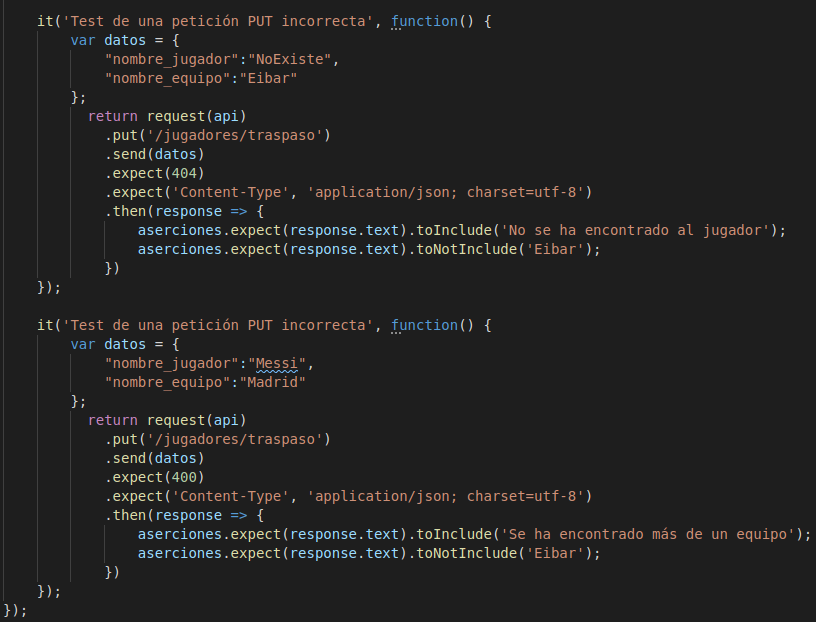 it('Test de una petición PUT incorrecta', function() {
var datos = {
"nombre_jugador":"NoExiste",
"nombre_equipo":"Eibar"
};
return request(api)
.put('/jugadores/traspaso')
.send(datos)
.expect(404)
.expect('Content-Type', 'application/json; charset=utf-8')
.then(response => {
aserciones.expect(response.text).toInclude('No se ha encontrado al jugador');
aserciones.expect(response.text).toNotInclude('Eibar');
})
});
it('Test de una petición PUT incorrecta', function() {
var datos = {
"nombre_jugador":"Messi",
"nombre_equipo":"Madrid"
};
return request(api)
.put('/jugadores/traspaso')
.send(datos)
.expect(400)
.expect('Content-Type', 'application/json; charset=utf-8')
.then(response => {
aserciones.expect(response.text).toInclude('Se ha encontrado más de un equipo');
aserciones.expect(response.text).toNotInclude('Eibar');
})
});
});